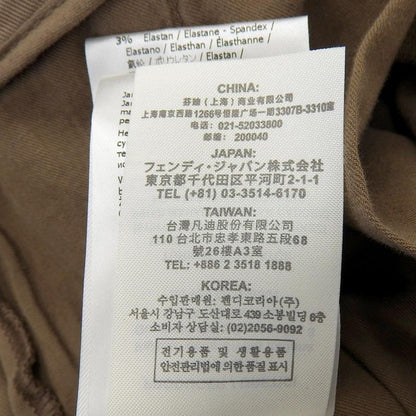 3% Elastan / Elastane - Spandex /
Elastano / Elasthan / Élasthanne /
氨纶 / ポリウレタン / Elastan /
CHINA:
芬迪（上海）商业有限公司
上海南京西路1266号恒隆广场一期3307B-3310室
电话: 021-52033800
邮编: 200040
JAPAN:
フェンディ・ジャパン株式会社
東京都千代田区平河町2-1-1
TEL (+81) 03-3514-6170
TAIWAN:
台灣凡迪股份有限公司
110 台北市忠孝東路五段68
號26樓A3室
TEL: +886 2 3518 1888
KOREA:
수입판매원: 펜디코리아(주)
서울시 강남구 도산대로 439 소봉빌딩 6층
소비자 상담실: (02)2056-9092
전기용품 및 생활용품
안전관리법에 의한 품질 표시